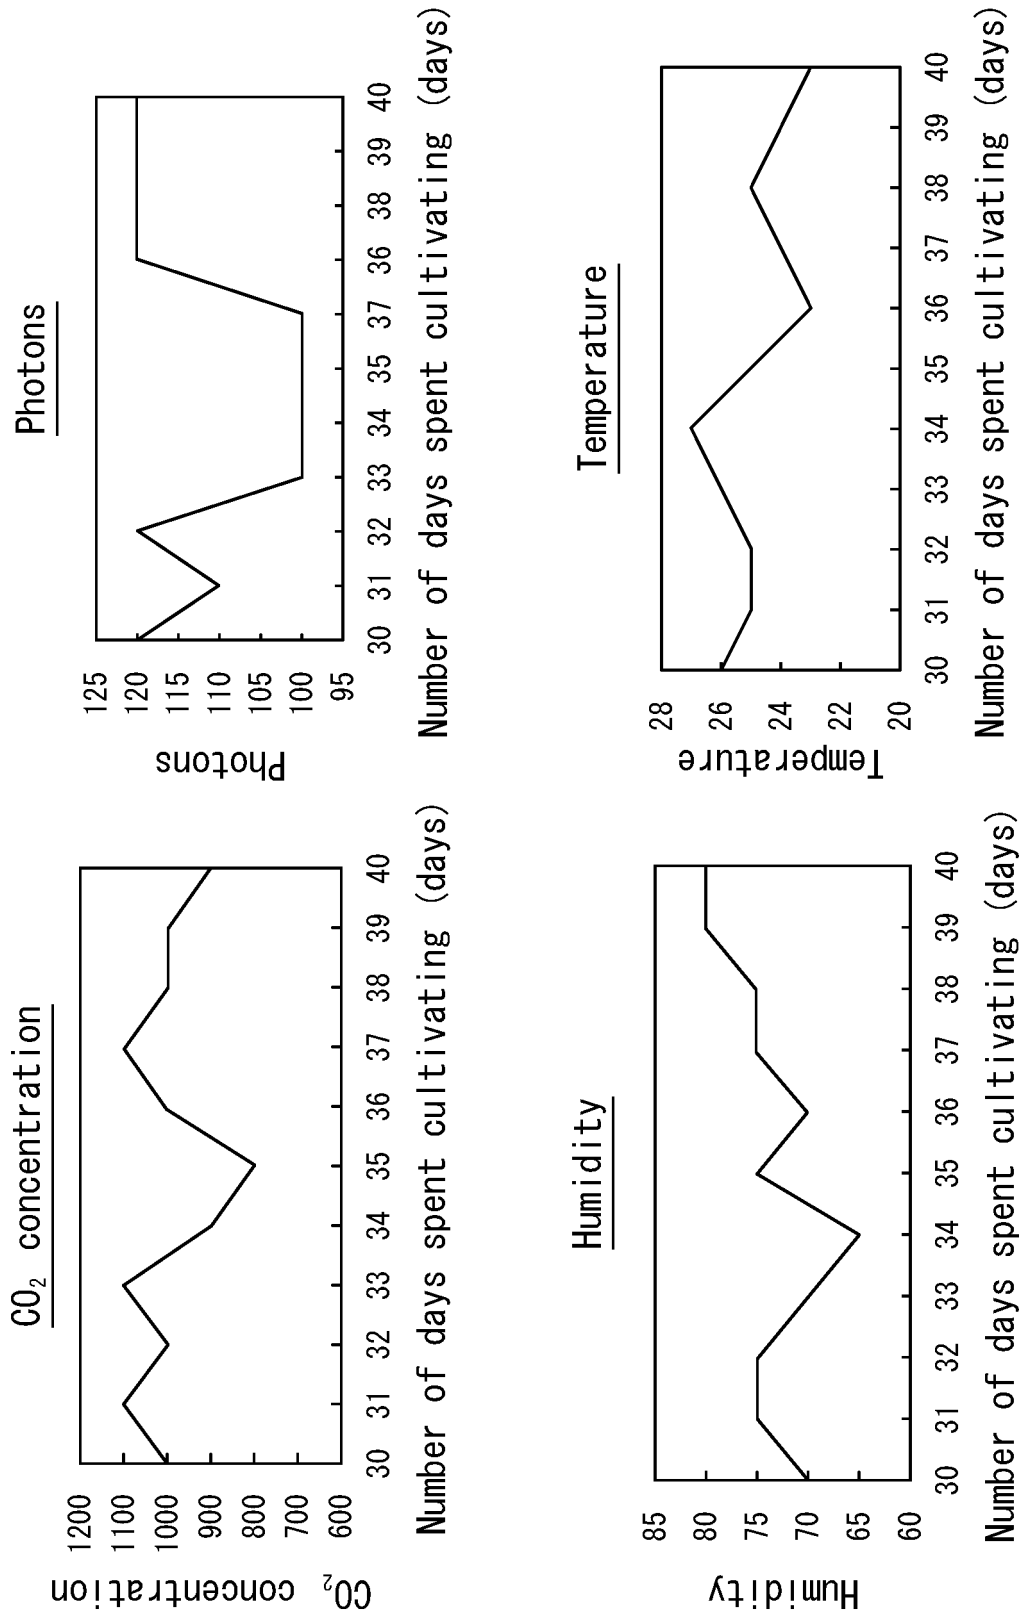 CO₂ concentration
CO₂
concentration
1200
1100
1000
900
800
700
600
30 31 32 33 34 35 36 37 38 39 40
Number of days spent cultivating (days)
Photons
Photons
125
120
115
110
105
100
95
30 31 32 33 34 35 37 36 38 39 40
Number of days spent cultivating (days)
Humidity
Humidity
85
80
75
70
65
60
30 31 32 33 34 35 36 37 38 39 40
Number of days spent cultivating (days)
Temperature
Temperature
28
26
24
22
20
30 31 32 33 34 35 36 37 38 39 40
Number of days spent cultivating (days)